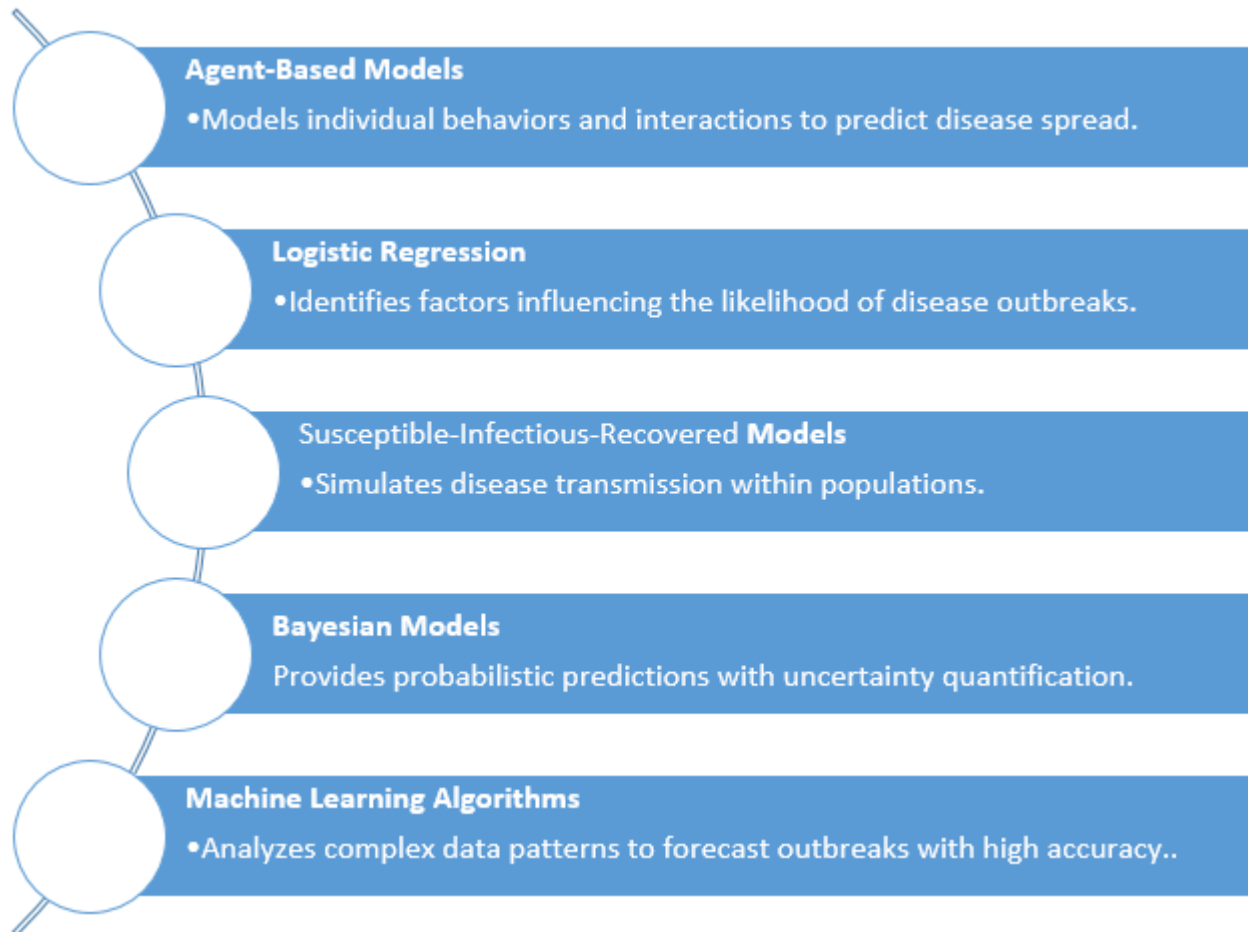 Agent-Based Models
•Models individual behaviors and interactions to predict disease spread.
Logistic Regression
•Identifies factors influencing the likelihood of disease outbreaks.
Susceptible-Infectious-Recovered Models
•Simulates disease transmission within populations.
Bayesian Models
Provides probabilistic predictions with uncertainty quantification.
Machine Learning Algorithms
•Analyzes complex data patterns to forecast outbreaks with high accuracy..